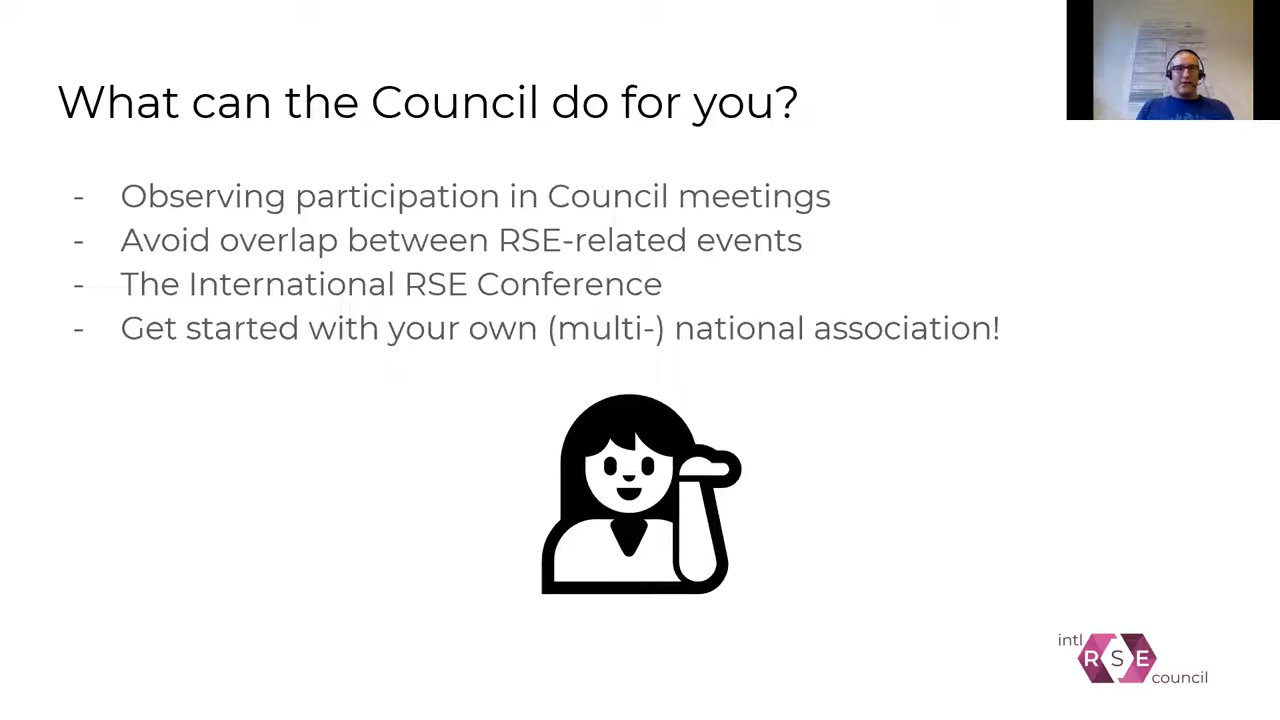 What can the Council do for you?
- Observing participation in Council meetings
- Avoid overlap between RSE-related events
- The International RSE Conference
- Get started with your own (multi-) national association!
intl
RSE
council